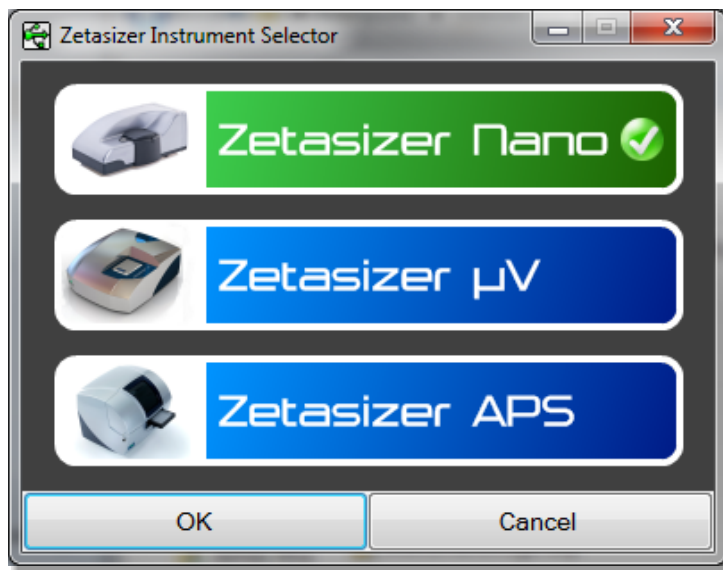 Zetasizer Instrument Selector
Zetasizer Nano
Zetasizer µV
Zetasizer APS
OK
Cancel